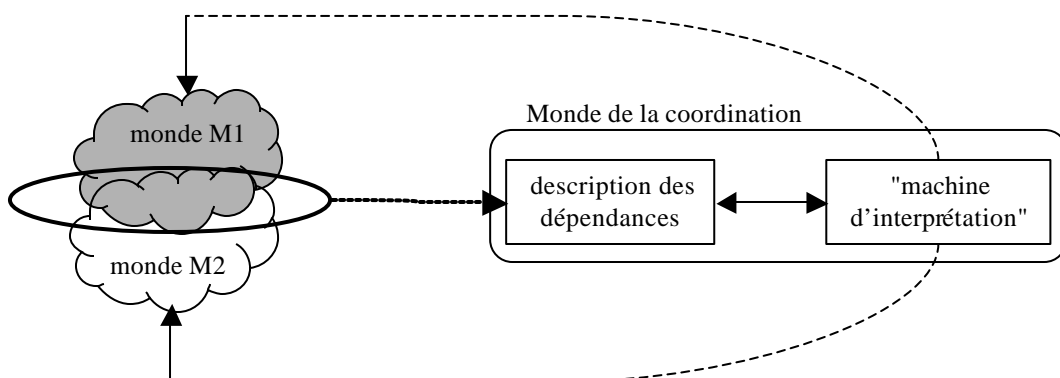 Monde de la coordination
monde M1
description des
dépendances
"machine
d'interprétation"
monde M2